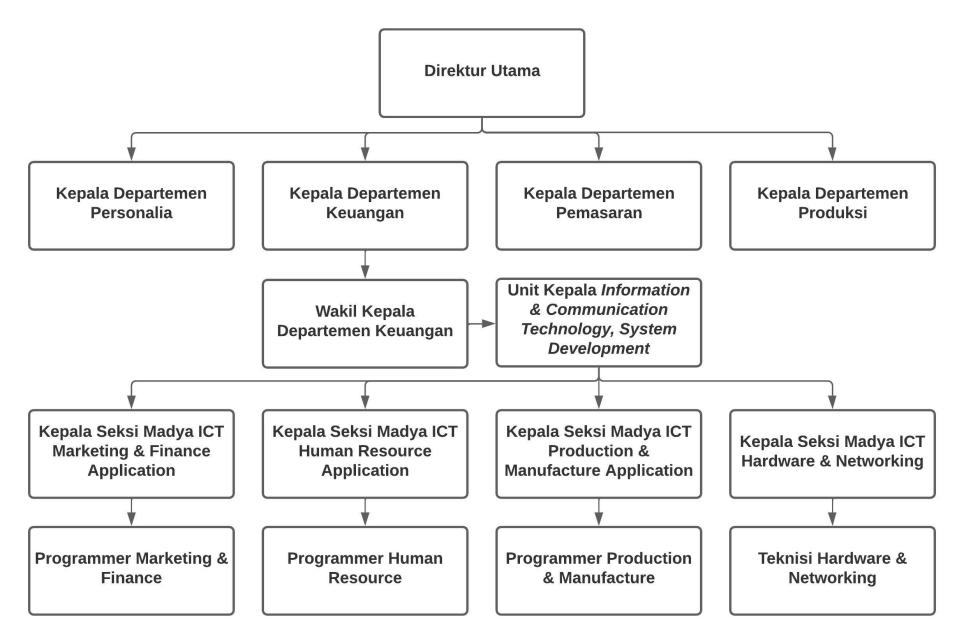 Direktur Utama
Kepala Departemen
Personalia
Kepala Departemen
Keuangan
Kepala Departemen
Pemasaran
Kepala Departemen
Produksi
Wakil Kepala
Departemen Keuangan
Unit Kepala Information
& Communication
Technology, System
Development
Kepala Seksi Madya ICT
Marketing & Finance
Application
Kepala Seksi Madya ICT
Human Resource
Application
Kepala Seksi Madya ICT
Production &
Manufacture Application
Kepala Seksi Madya ICT
Hardware & Networking
Programmer Marketing &
Finance
Programmer Human
Resource
Programmer Production
& Manufacture
Teknisi Hardware &
Networking